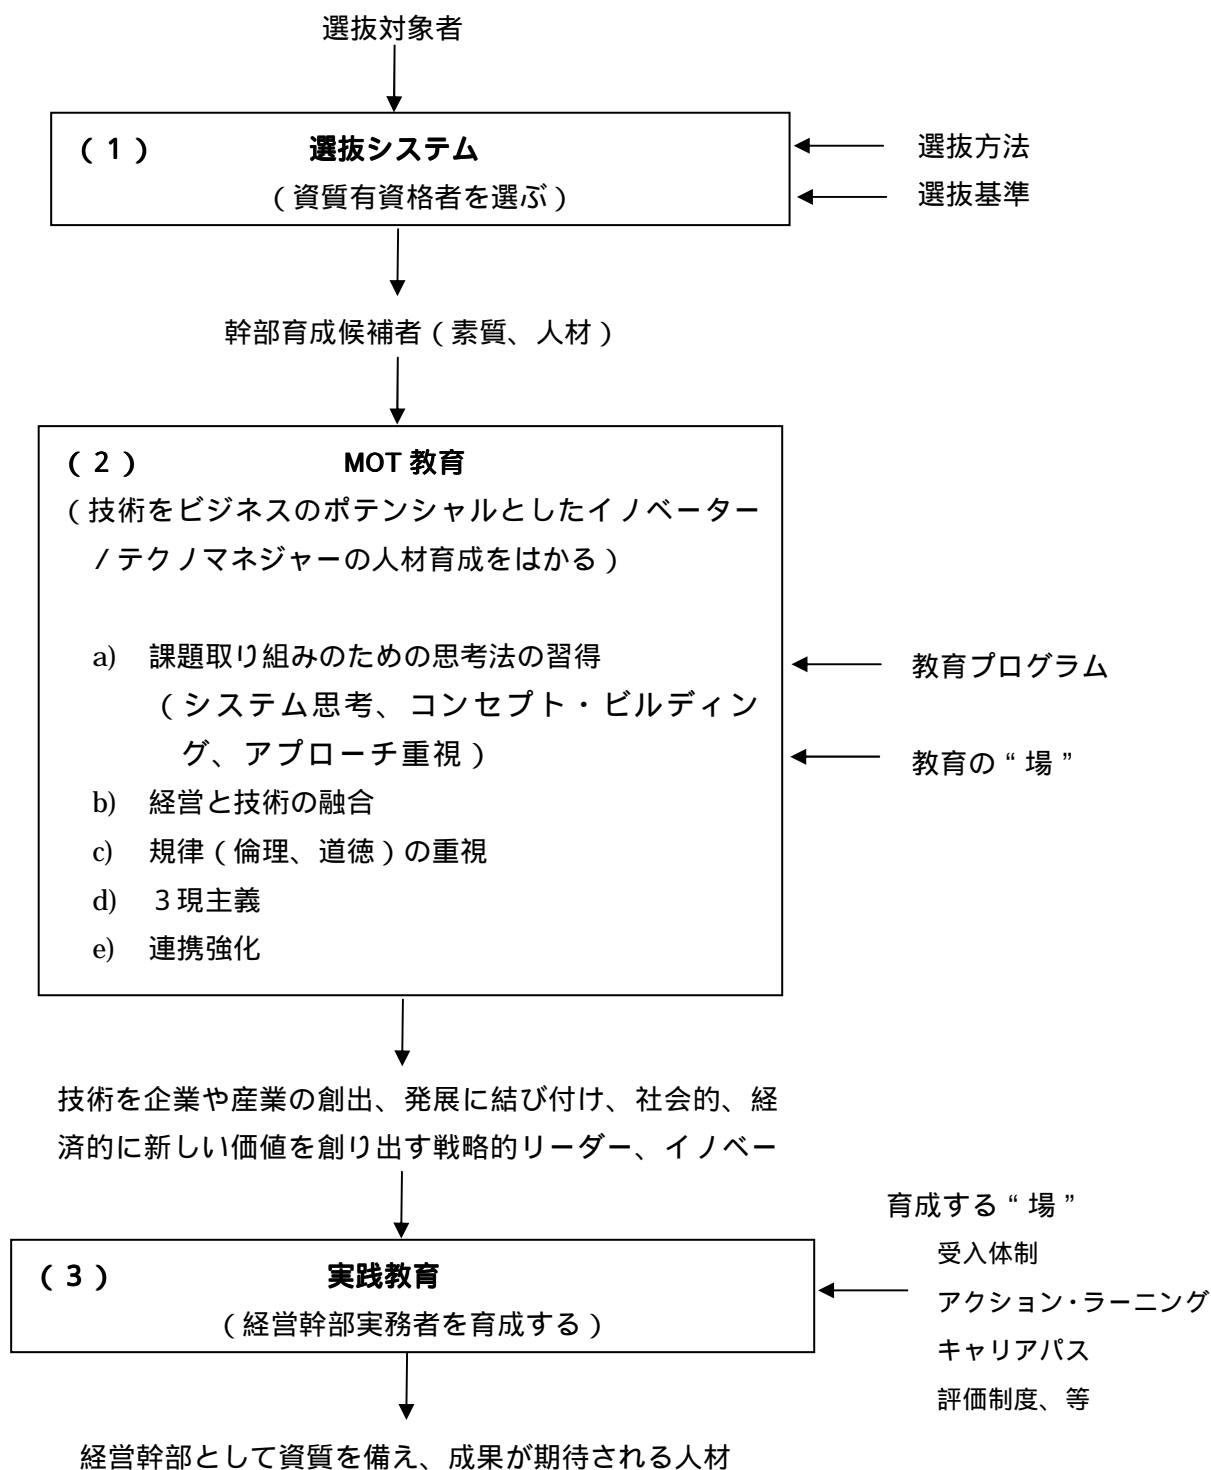 選抜対象者
(1) 選抜システム
(資質有資格者を選ぶ)
選抜方法
選抜基準
幹部育成候補者(素質、人材)
(2) MOT 教育
(技術をビジネスのポテンシャルとしたイノベーター
/テクノマネジャーの人材育成をはかる)
a) 課題取り組みのための思考法の習得
(システム思考、コンセプト・ビルディン
グ、アプローチ重視)
b) 経営と技術の融合
c) 規律(倫理、道徳)の重視
d) 3現主義
e) 連携強化
教育プログラム
教育の“場”
技術を企業や産業の創出、発展に結び付け、社会的、経
済的に新しい価値を創り出す戦略的リーダー、イノベー
(3) 実践教育
(経営幹部実務者を育成する)
育成する“場”
受入体制
アクション・ラーニング
キャリアパス
評価制度、等
経営幹部として資質を備え、成果が期待される人材